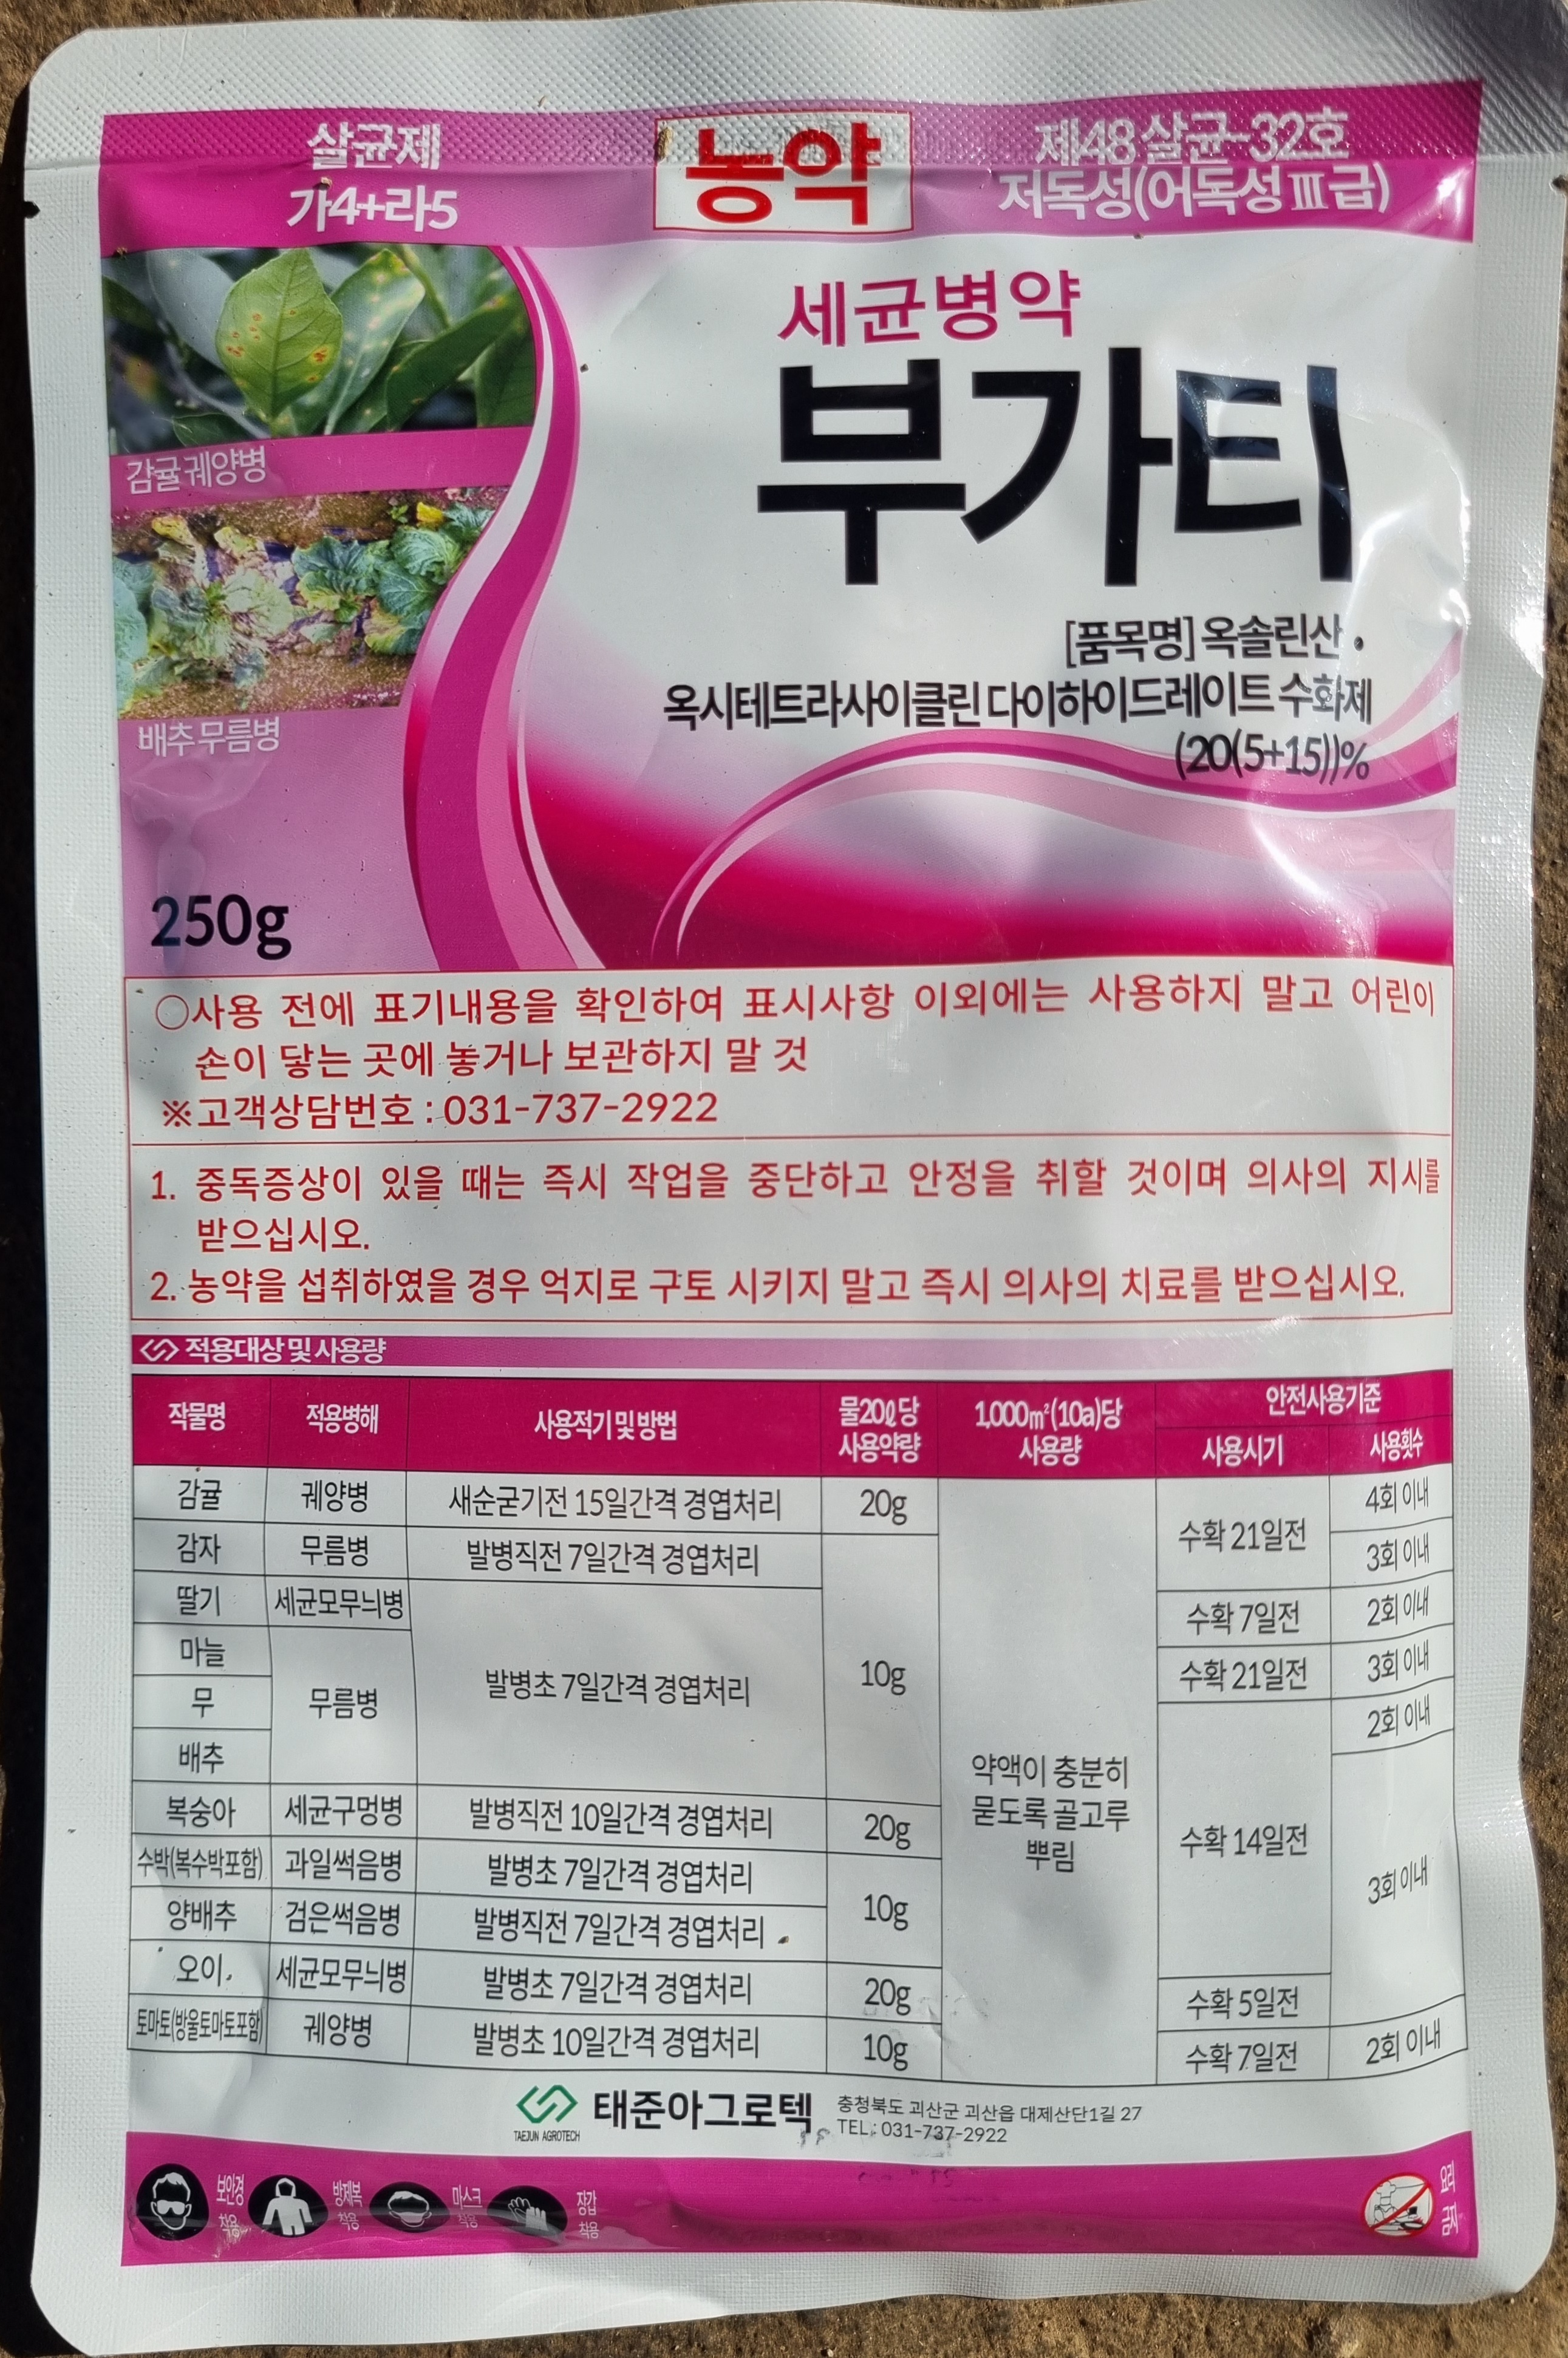 살균제
가4+라5
농약
제48 살균-32호
저독성(어독성Ⅲ급)
세균병약
부가티
감귤 궤양병
배추 무름병
[품목명] 옥솔린산 •
옥시테트라사이클린 다이하이드레이트 수화제
(20(5+15))%
250g
○사용 전에 표기내용을 확인하여 표시사항 이외에는 사용하지 말고 어린이
손이 닿는 곳에 놓거나 보관하지 말 것
※고객상담번호 : 031-737-2922
1. 중독증상이 있을 때는 즉시 작업을 중단하고 안정을 취할 것이며 의사의 지시를
받으십시오.
2. 농약을 섭취하였을 경우 억지로 구토 시키지 말고 즉시 의사의 치료를 받으십시오.
적용대상 및 사용량
작물명 적용병해 사용적기 및 방법 물20ℓ당 사용약량 1,000㎡(10a)당 사용량 안전사용기준
사용시기 사용횟수
감귤 궤양병 새순굳기전 15일간격 경엽처리 20g 수확 21일전 4회 이내
감자 무름병 발병직전 7일간격 경엽처리 10g 3회 이내
딸기 세균모무늬병 발병초 7일간격 경엽처리 수확 7일전 2회 이내
마늘 무름병 수확 21일전 3회 이내
무 수확 14일전 2회 이내
배추 3회 이내
약액이 충분히
묻도록 골고루
뿌림
복숭아 세균구멍병 발병직전 10일간격 경엽처리 20g
수박(복수박포함) 과일썩음병 발병초 7일간격 경엽처리 10g
양배추 검은썩음병 발병직전 7일간격 경엽처리
오이 세균모무늬병 발병초 7일간격 경엽처리 20g 수확 5일전
토마토(방울토마토포함) 궤양병 발병초 10일간격 경엽처리 10g 수확 7일전 2회 이내
태준아그로텍
TAEJUN AGROTECH
충청북도 괴산군 괴산읍 대제산단1길 27
TEL : 031-737-2922
보안경 착용
방제복 착용
마스크 착용
장갑 착용
요리 금지